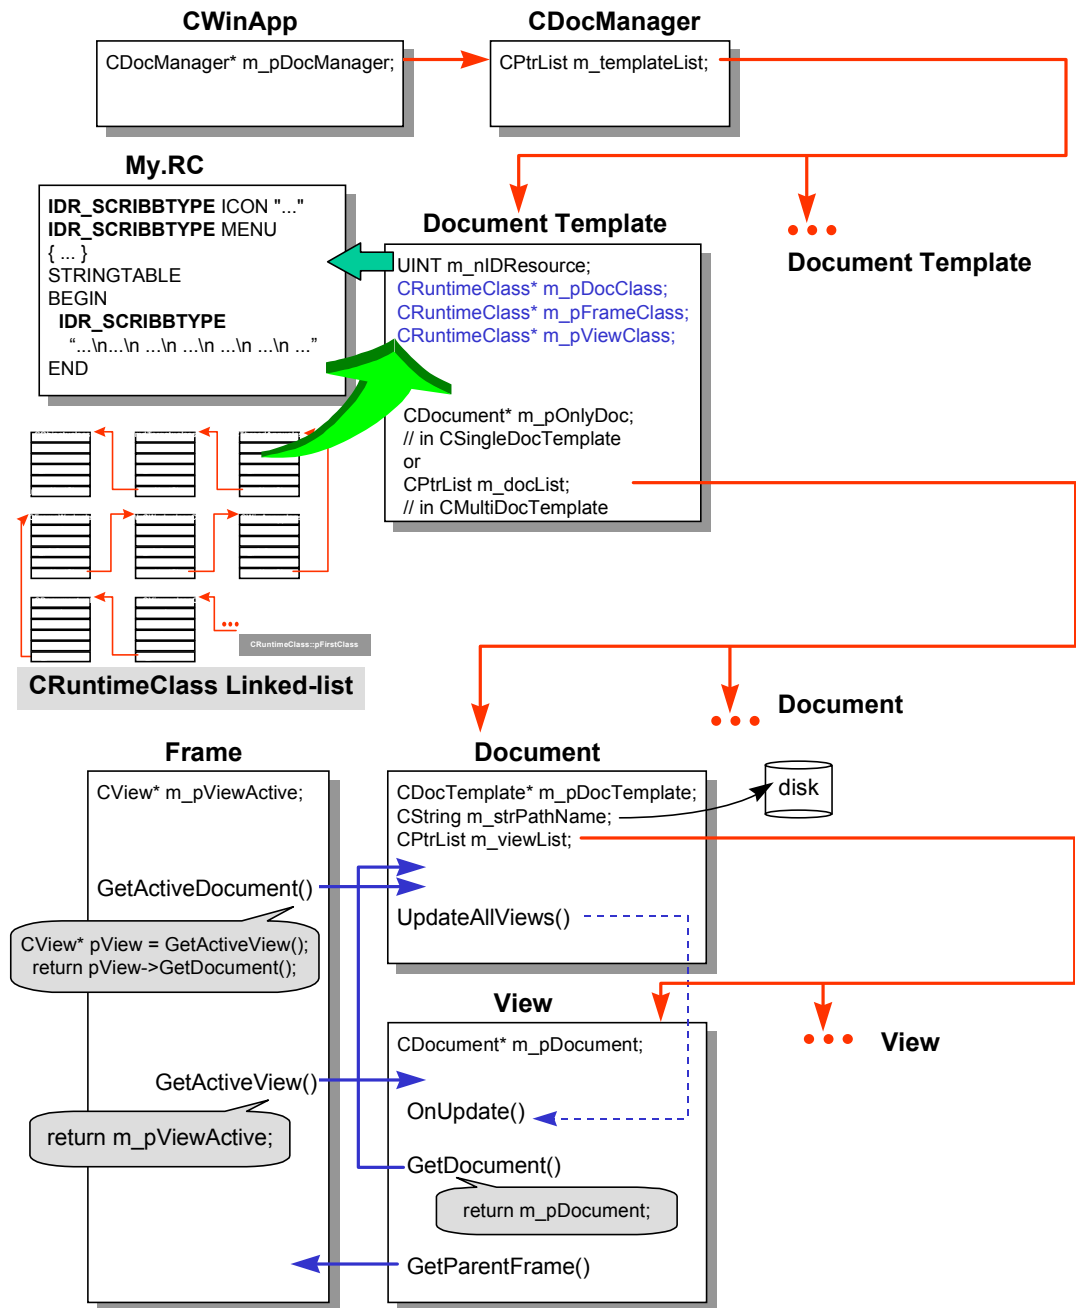 CWinApp
CDocManager
CDocManager* m_pDocManager;
CPtrList m_templateList;
My.RC
IDR_SCRIBBTYPE ICON "..."
IDR_SCRIBBTYPE MENU
{ ... }
STRINGTABLE
BEGIN
IDR_SCRIBBTYPE
“...\n...\n ...\n ...\n ...\n ...\n ...”
END
Document Template
UINT m_nIDResource;
CRuntimeClass* m_pDocClass;
CRuntimeClass* m_pFrameClass;
CRuntimeClass* m_pViewClass;
CDocument* m_pOnlyDoc;
// in CSingleDocTemplate
or
CPtrList m_docList;
// in CMultiDocTemplate
Document Template
CRuntimeClass::pFirstClass
CRuntimeClass Linked-list
Document
Frame
Document
CView* m_pViewActive;
CDocTemplate* m_pDocTemplate;
CString m_strPathName;
CPtrList m_viewList;
disk
GetActiveDocument()
UpdateAllViews()
CView* pView = GetActiveView();
return pView->GetDocument();
View
View
CDocument* m_pDocument;
GetActiveView()
OnUpdate()
return m_pViewActive;
GetDocument()
return m_pDocument;
GetParentFrame()